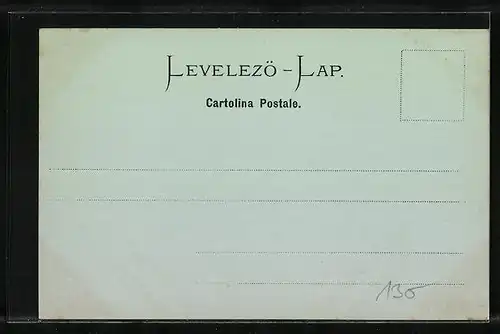 LEVELEZÖ – LAP.
Cartolina Postale.
130